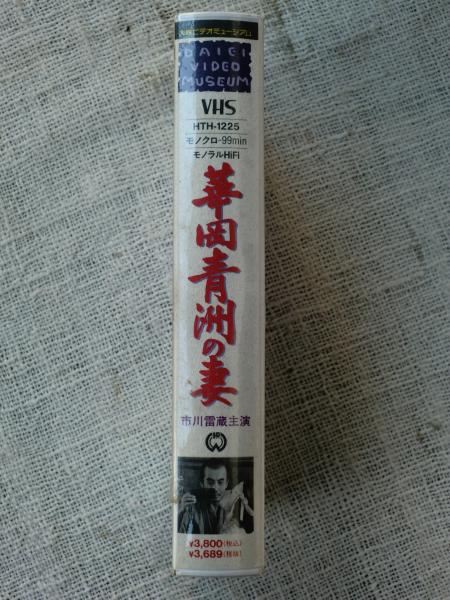 大映ビデオミュージアム
DAIEI
VIDEO
MUSEUM
VHS
HTH-1225
モノクロ-99min
モノラルHiFi
華岡青洲の妻
市川雷蔵主演
¥3,800(税込)
¥3,689(税抜)